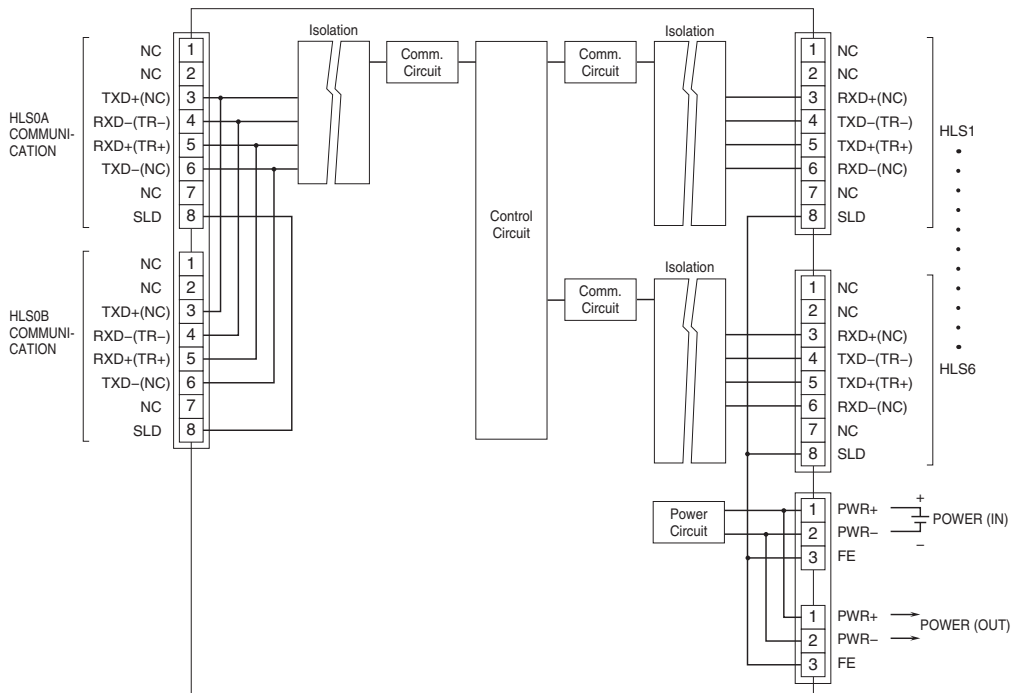 Isolation
Comm.
Circuit
Comm.
Circuit
Isolation
HLS0A
COMMUNI-
CATION
NC 1
NC 2
TXD+(NC) 3
RXD−(TR−) 4
RXD+(TR+) 5
TXD−(NC) 6
NC 7
SLD 8
HLS0B
COMMUNI-
CATION
NC 1
NC 2
TXD+(NC) 3
RXD−(TR−) 4
RXD+(TR+) 5
TXD−(NC) 6
NC 7
SLD 8
Control
Circuit
1 NC
2 NC
3 RXD+(NC)
4 TXD−(TR−)
5 TXD+(TR+)
6 RXD−(NC)
7 NC
8 SLD
HLS1
Isolation
Comm.
Circuit
1 NC
2 NC
3 RXD+(NC)
4 TXD−(TR−)
5 TXD+(TR+)
6 RXD−(NC)
7 NC
8 SLD
HLS6
Power
Circuit
1 PWR+
2 PWR−
3 FE
+
POWER (IN)
−
1 PWR+
2 PWR−
3 FE
POWER (OUT)